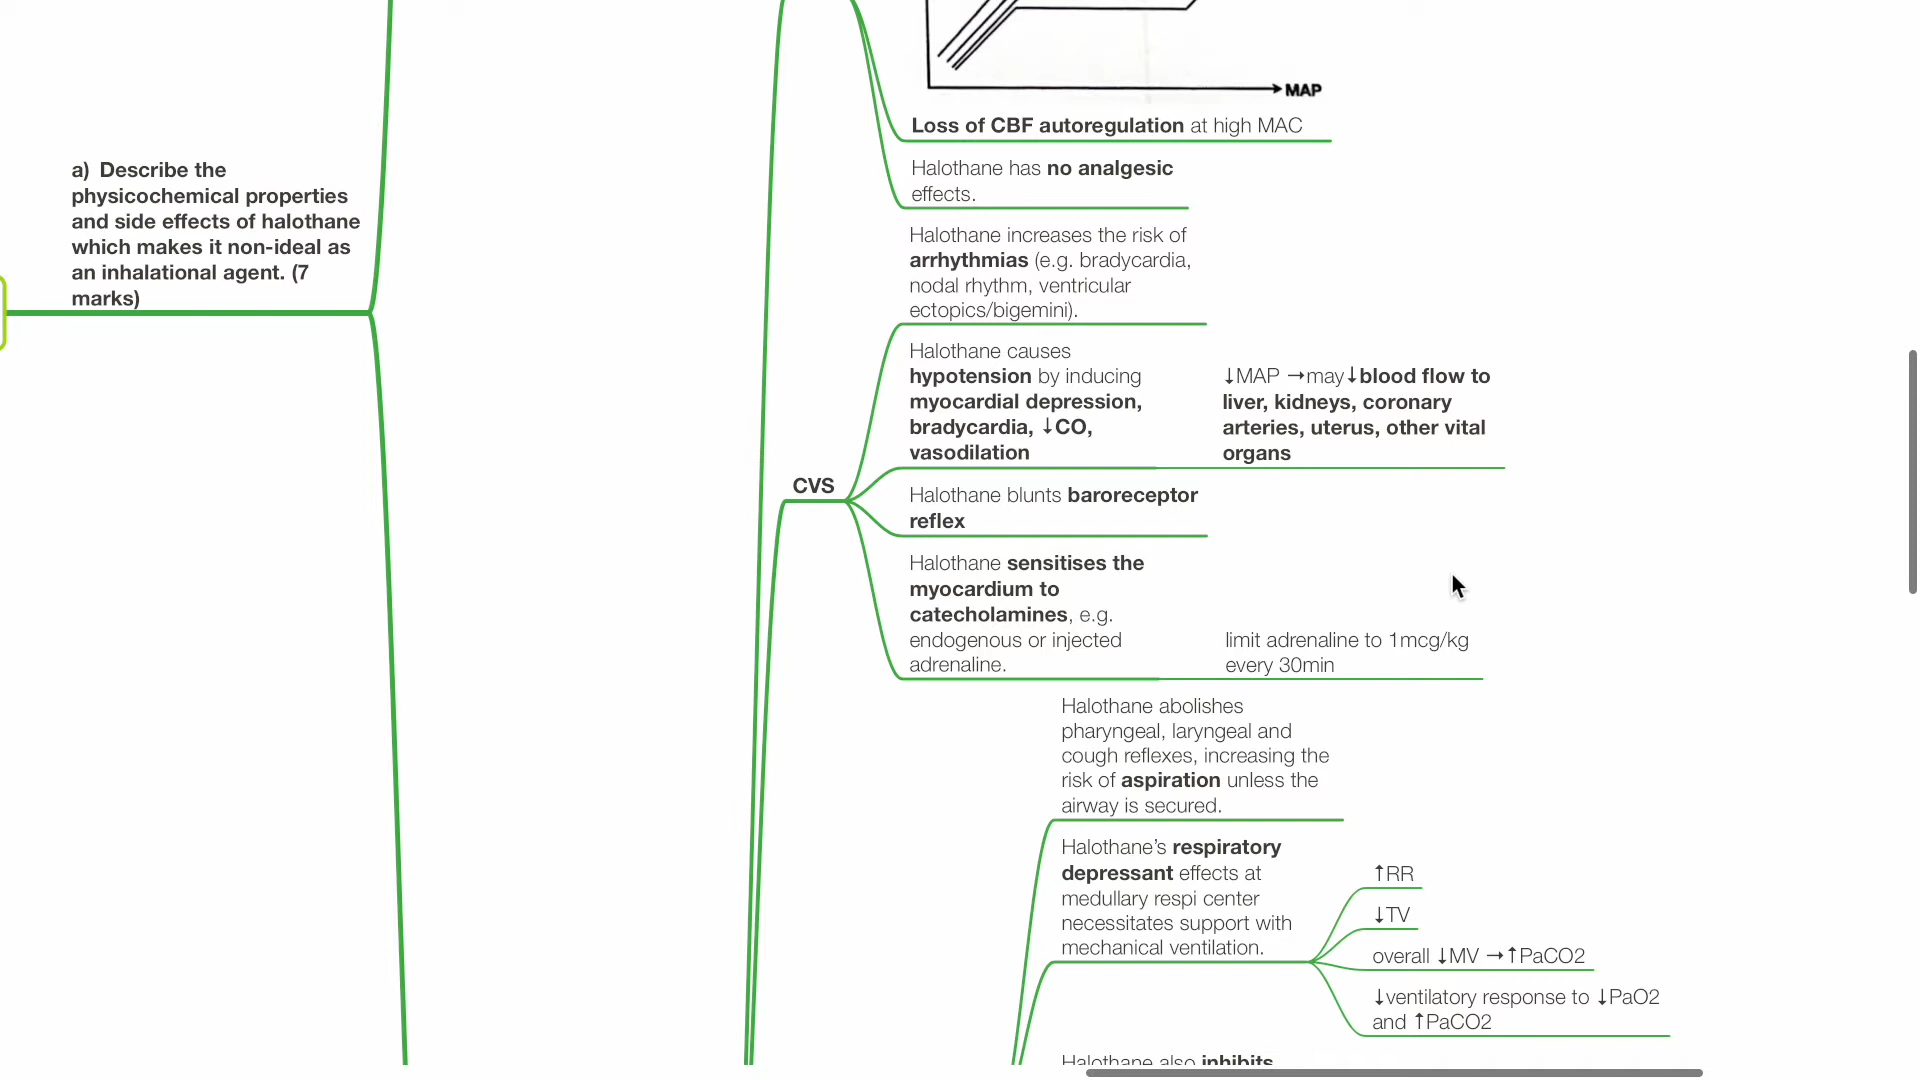 MAP
Loss of CBF autoregulation at high MAC
Halothane has no analgesic
effects.
a) Describe the
physicochemical properties
and side effects of halothane
which makes it non-ideal as
an inhalational agent. (7
marks)
Halothane increases the risk of
arrhythmias (e.g. bradycardia,
nodal rhythm, ventricular
ectopics/bigemini).
Halothane causes
hypotension by inducing
myocardial depression,
bradycardia, ↓CO,
vasodilation
↓MAP →may↓blood flow to
liver, kidneys, coronary
arteries, uterus, other vital
organs
CVS
Halothane blunts baroreceptor
reflex
Halothane sensitises the
myocardium to
catecholamines, e.g.
endogenous or injected
adrenaline.
limit adrenaline to 1mcg/kg
every 30min
Halothane abolishes
pharyngeal, laryngeal and
cough reflexes, increasing the
risk of aspiration unless the
airway is secured.
Halothane’s respiratory
depressant effects at
medullary respi center
necessitates support with
mechanical ventilation.
↑RR
↓TV
overall ↓MV →↑PaCO2
↓ventilatory response to ↓PaO2
and ↑PaCO2
Halothane also inhibits